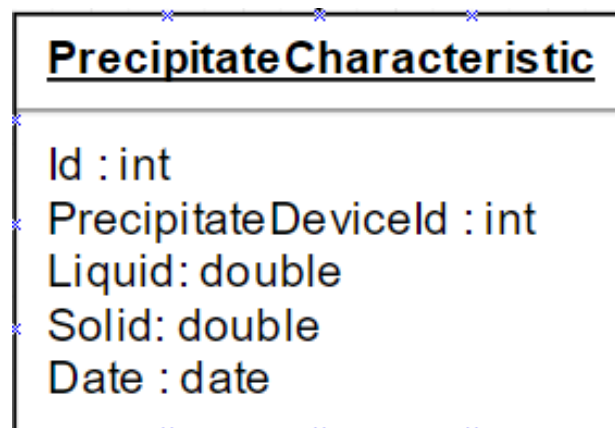 PrecipitateCharacteristic
Id : int
PrecipitateDeviceId : int
Liquid: double
Solid: double
Date : date